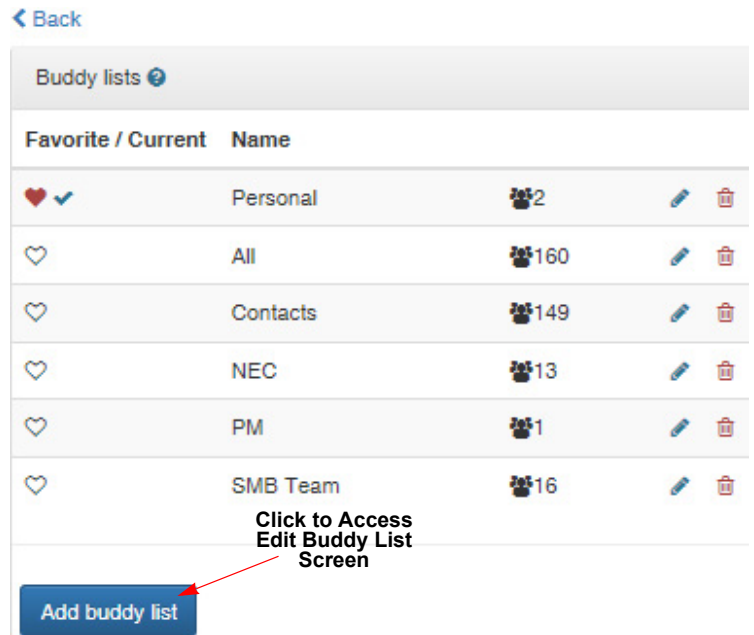 Back
Buddy lists
Favorite / Current Name
Personal 2
All 160
Contacts 149
NEC 13
PM 1
SMB Team 16
Click to Access
Edit Buddy List
Screen
Add buddy list